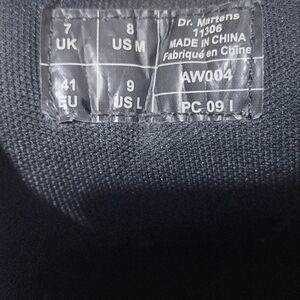 7
UK
8
US M
41
EU
9
US L
Dr. Martens
11306
MADE IN CHINA
Fabriqué en Chine
AW004
PC 09 I